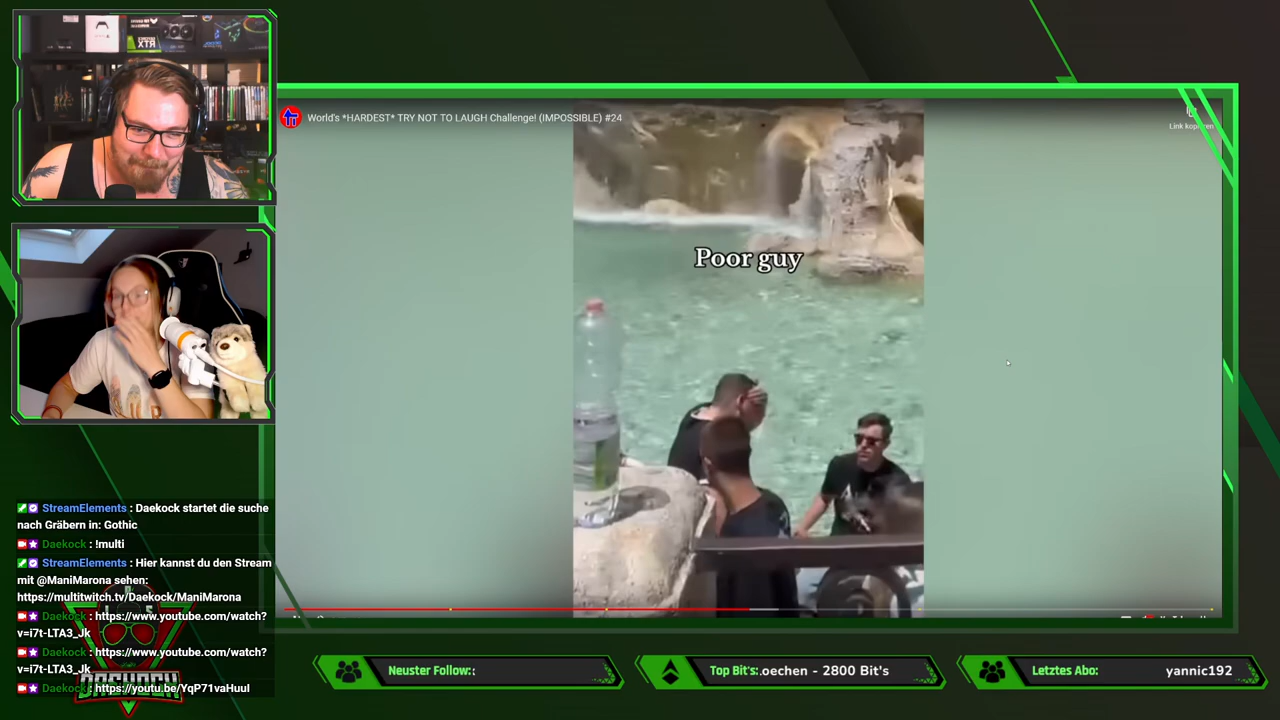 World's *HARDEST* TRY NOT TO LAUGH Challenge! (IMPOSSIBLE) #24
Poor guy
StreamElements : Daekock startet die suche
nach Gräbern in: Gothic
Daekock : !multi
StreamElements : Hier kannst du den Stream
mit @ManiMarona sehen:
https://multitwitch.tv/Daekock/ManiMarona
Daekock : https://www.youtube.com/watch?
v=i7t-LTA3_Jk
Daekock : https://www.youtube.com/watch?
v=i7t-LTA3_Jk
Daekock : https://youtu.be/YqP71vaHuuI
Neuster Follow:
Top Bit's: oechen - 2800 Bit's
Letztes Abo: yannic192